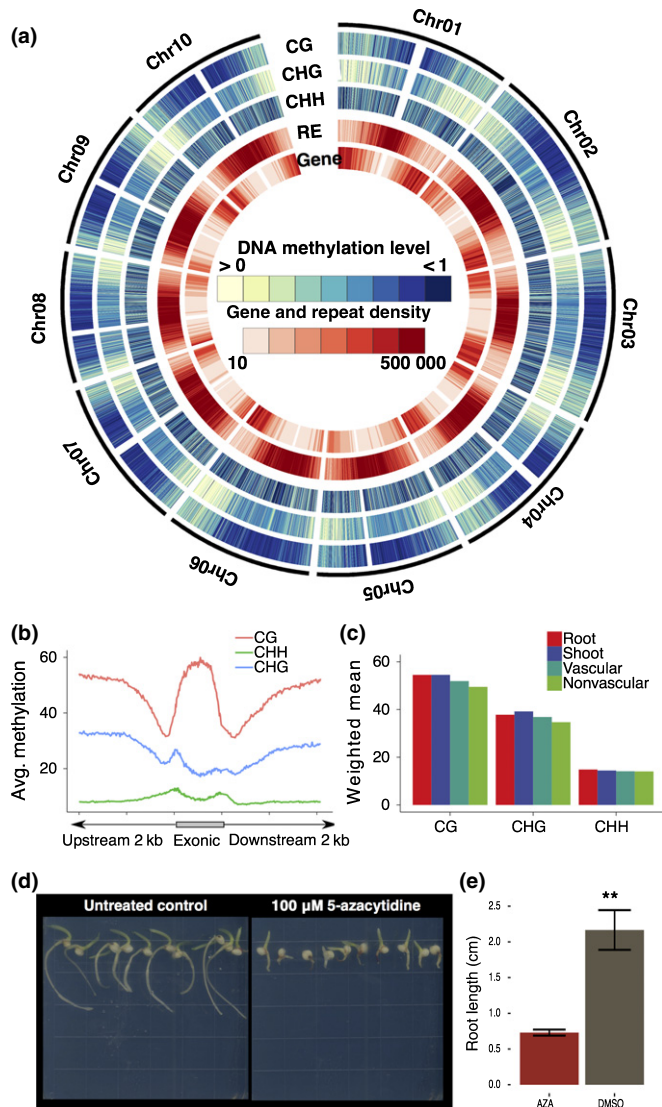 (a)
Chr01
Chr02
Chr03
Chr04
Chr05
Chr06
Chr07
Chr08
Chr09
Chr10
CG
CHG
CHH
RE
Gene
DNA methylation level
> 0 < 1
Gene and repeat density
10 500 000
(b)
CG
CHH
CHG
Avg. methylation
60
40
20
Upstream 2 kb Exonic Downstream 2 kb
(c)
Root
Shoot
Vascular
Nonvascular
Weighted mean
60
40
20
0
CG CHG CHH
(d)
Untreated control 100 µM 5-azacytidine
(e)
**
Root length (cm)
2.5
2.0
1.5
1.0
0.5
0.0
AZA DMSO